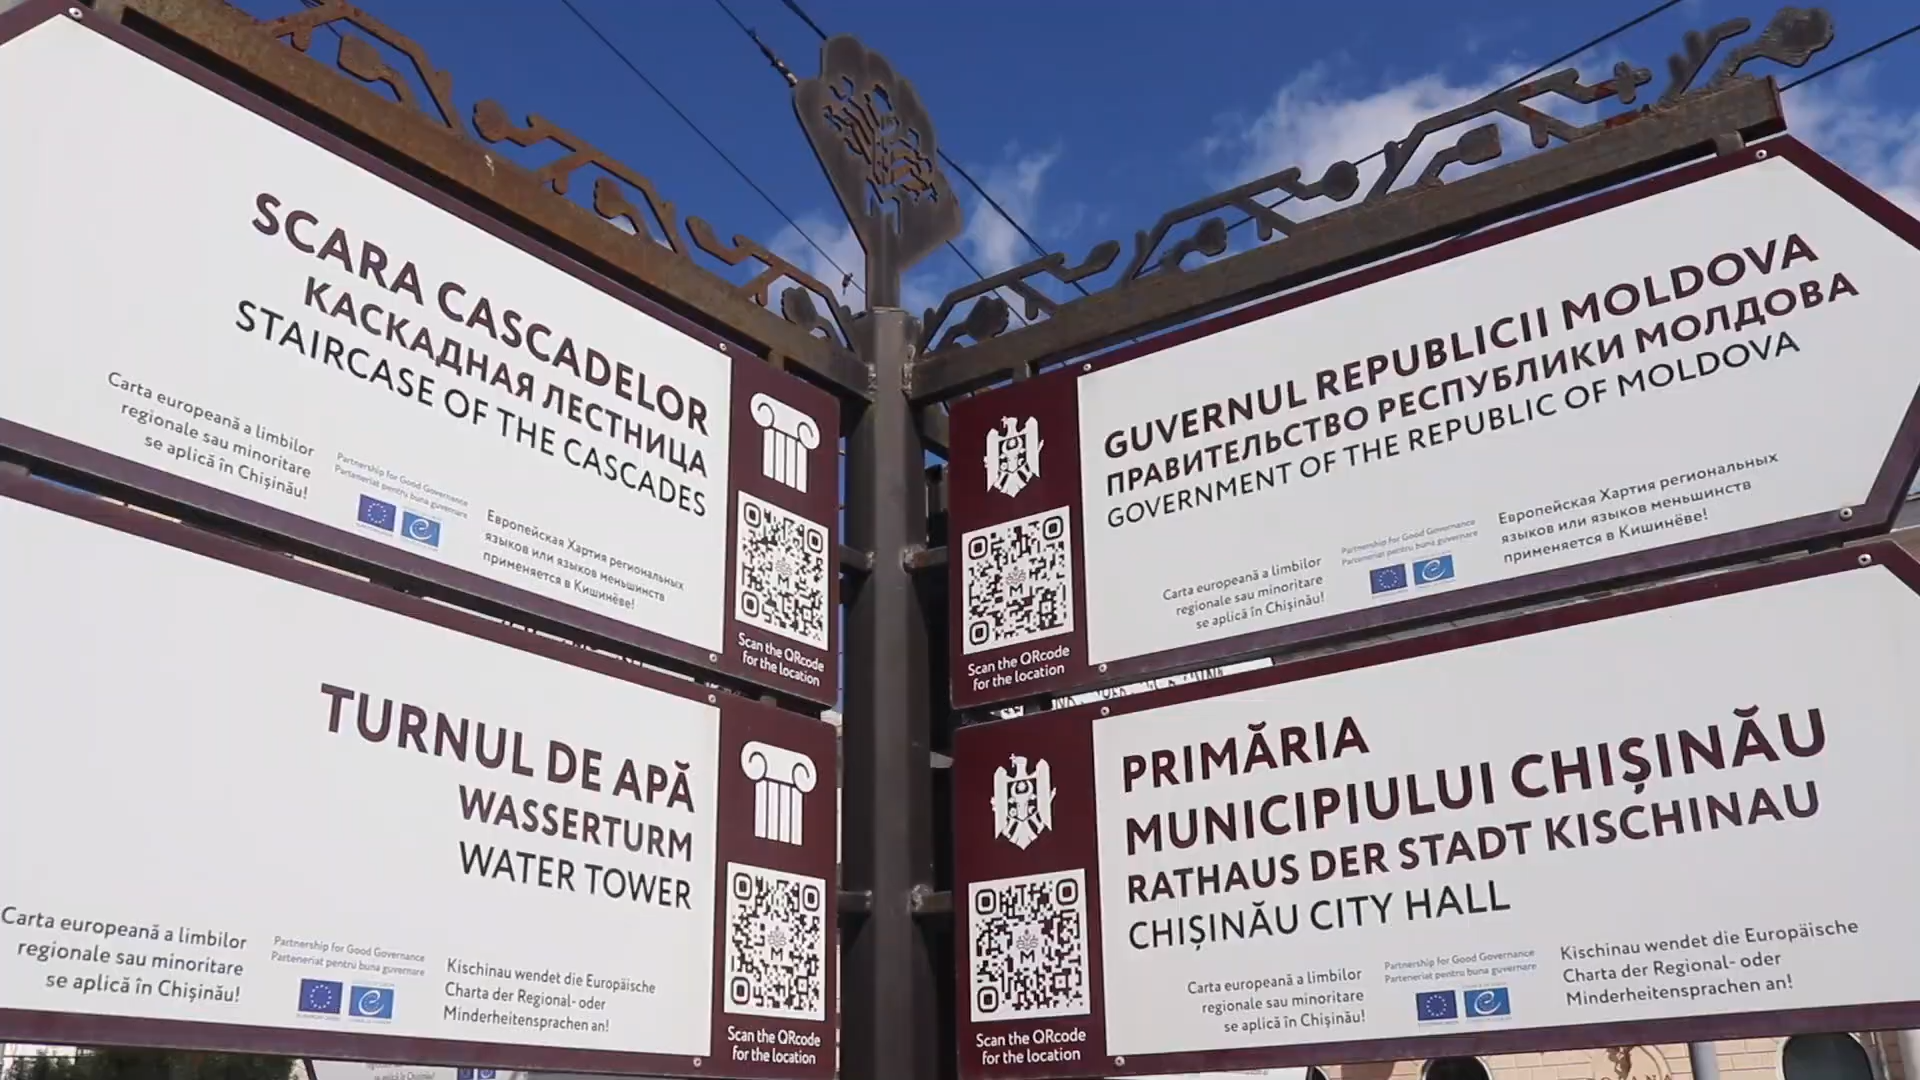 SCARA CASCADELOR
КАСКАДНАЯ ЛЕСТНИЦА
STAIRCASE OF THE CASCADES
Carta europeană a limbilor
regionale sau minoritare
se aplică în Chișinău!
Partnership for Good Governance
Parteneriat pentru buna guvernare
Европейская Хартия региональных
языков или языков меньшинств
применяется в Кишинёве!
Scan the QRcode
for the location
GUVERNUL REPUBLICII MOLDOVA
ПРАВИТЕЛЬСТВО РЕСПУБЛИКИ МОЛДОВА
GOVERNMENT OF THE REPUBLIC OF MOLDOVA
Carta europeană a limbilor
regionale sau minoritare
se aplică în Chișinău!
Partnership for Good Governance
Parteneriat pentru buna guvernare
Европейская Хартия региональных
языков или языков меньшинств
применяется в Кишинёве!
Scan the QRcode
for the location
TURNUL DE APĂ
WASSERTURM
WATER TOWER
Carta europeană a limbilor
regionale sau minoritare
se aplică în Chișinău!
Partnership for Good Governance
Parteneriat pentru buna guvernare
Kischinau wendet die Europäische
Charta der Regional- oder
Minderheitensprachen an!
Scan the QRcode
for the location
PRIMĂRIA
MUNICIPIULUI CHIȘINĂU
RATHAUS DER STADT KISCHINAU
CHIȘINĂU CITY HALL
Carta europeană a limbilor
regionale sau minoritare
se aplică în Chișinău!
Partnership for Good Governance
Parteneriat pentru buna guvernare
Kischinau wendet die Europäische
Charta der Regional- oder
Minderheitensprachen an!
Scan the QRcode
for the location